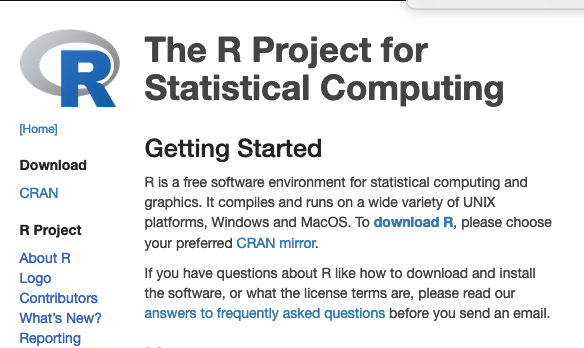 R
[Home]
Download
CRAN
R Project
About R
Logo
Contributors
What's New?
Reporting
The R Project for
Statistical Computing
Getting Started
R is a free software environment for statistical computing and
graphics. It compiles and runs on a wide variety of UNIX
platforms, Windows and MacOS. To download R, please choose
your preferred CRAN mirror.
If you have questions about R like how to download and install
the software, or what the license terms are, please read our
answers to frequently asked questions before you send an email.